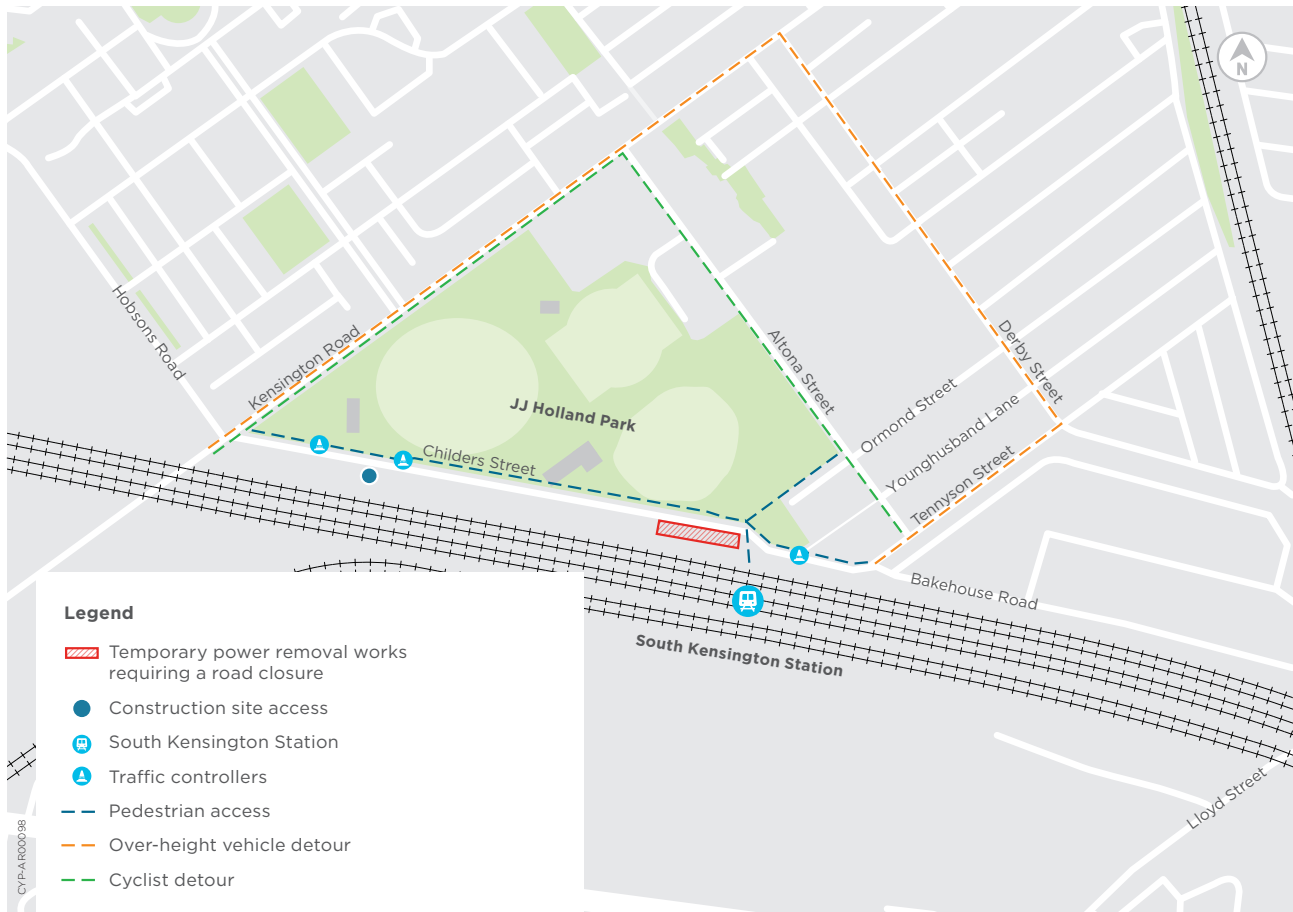 N
Hobsons Road
Kensington Road
JJ Holland Park
Childers Street
Altona Street
Derby Street
Ormond Street
Younghusband Lane
Tennyson Street
Bakehouse Road
South Kensington Station
Lloyd Street
Legend
Temporary power removal works
requiring a road closure
Construction site access
South Kensington Station
Traffic controllers
Pedestrian access
Over-height vehicle detour
Cyclist detour
CYP-AR00098